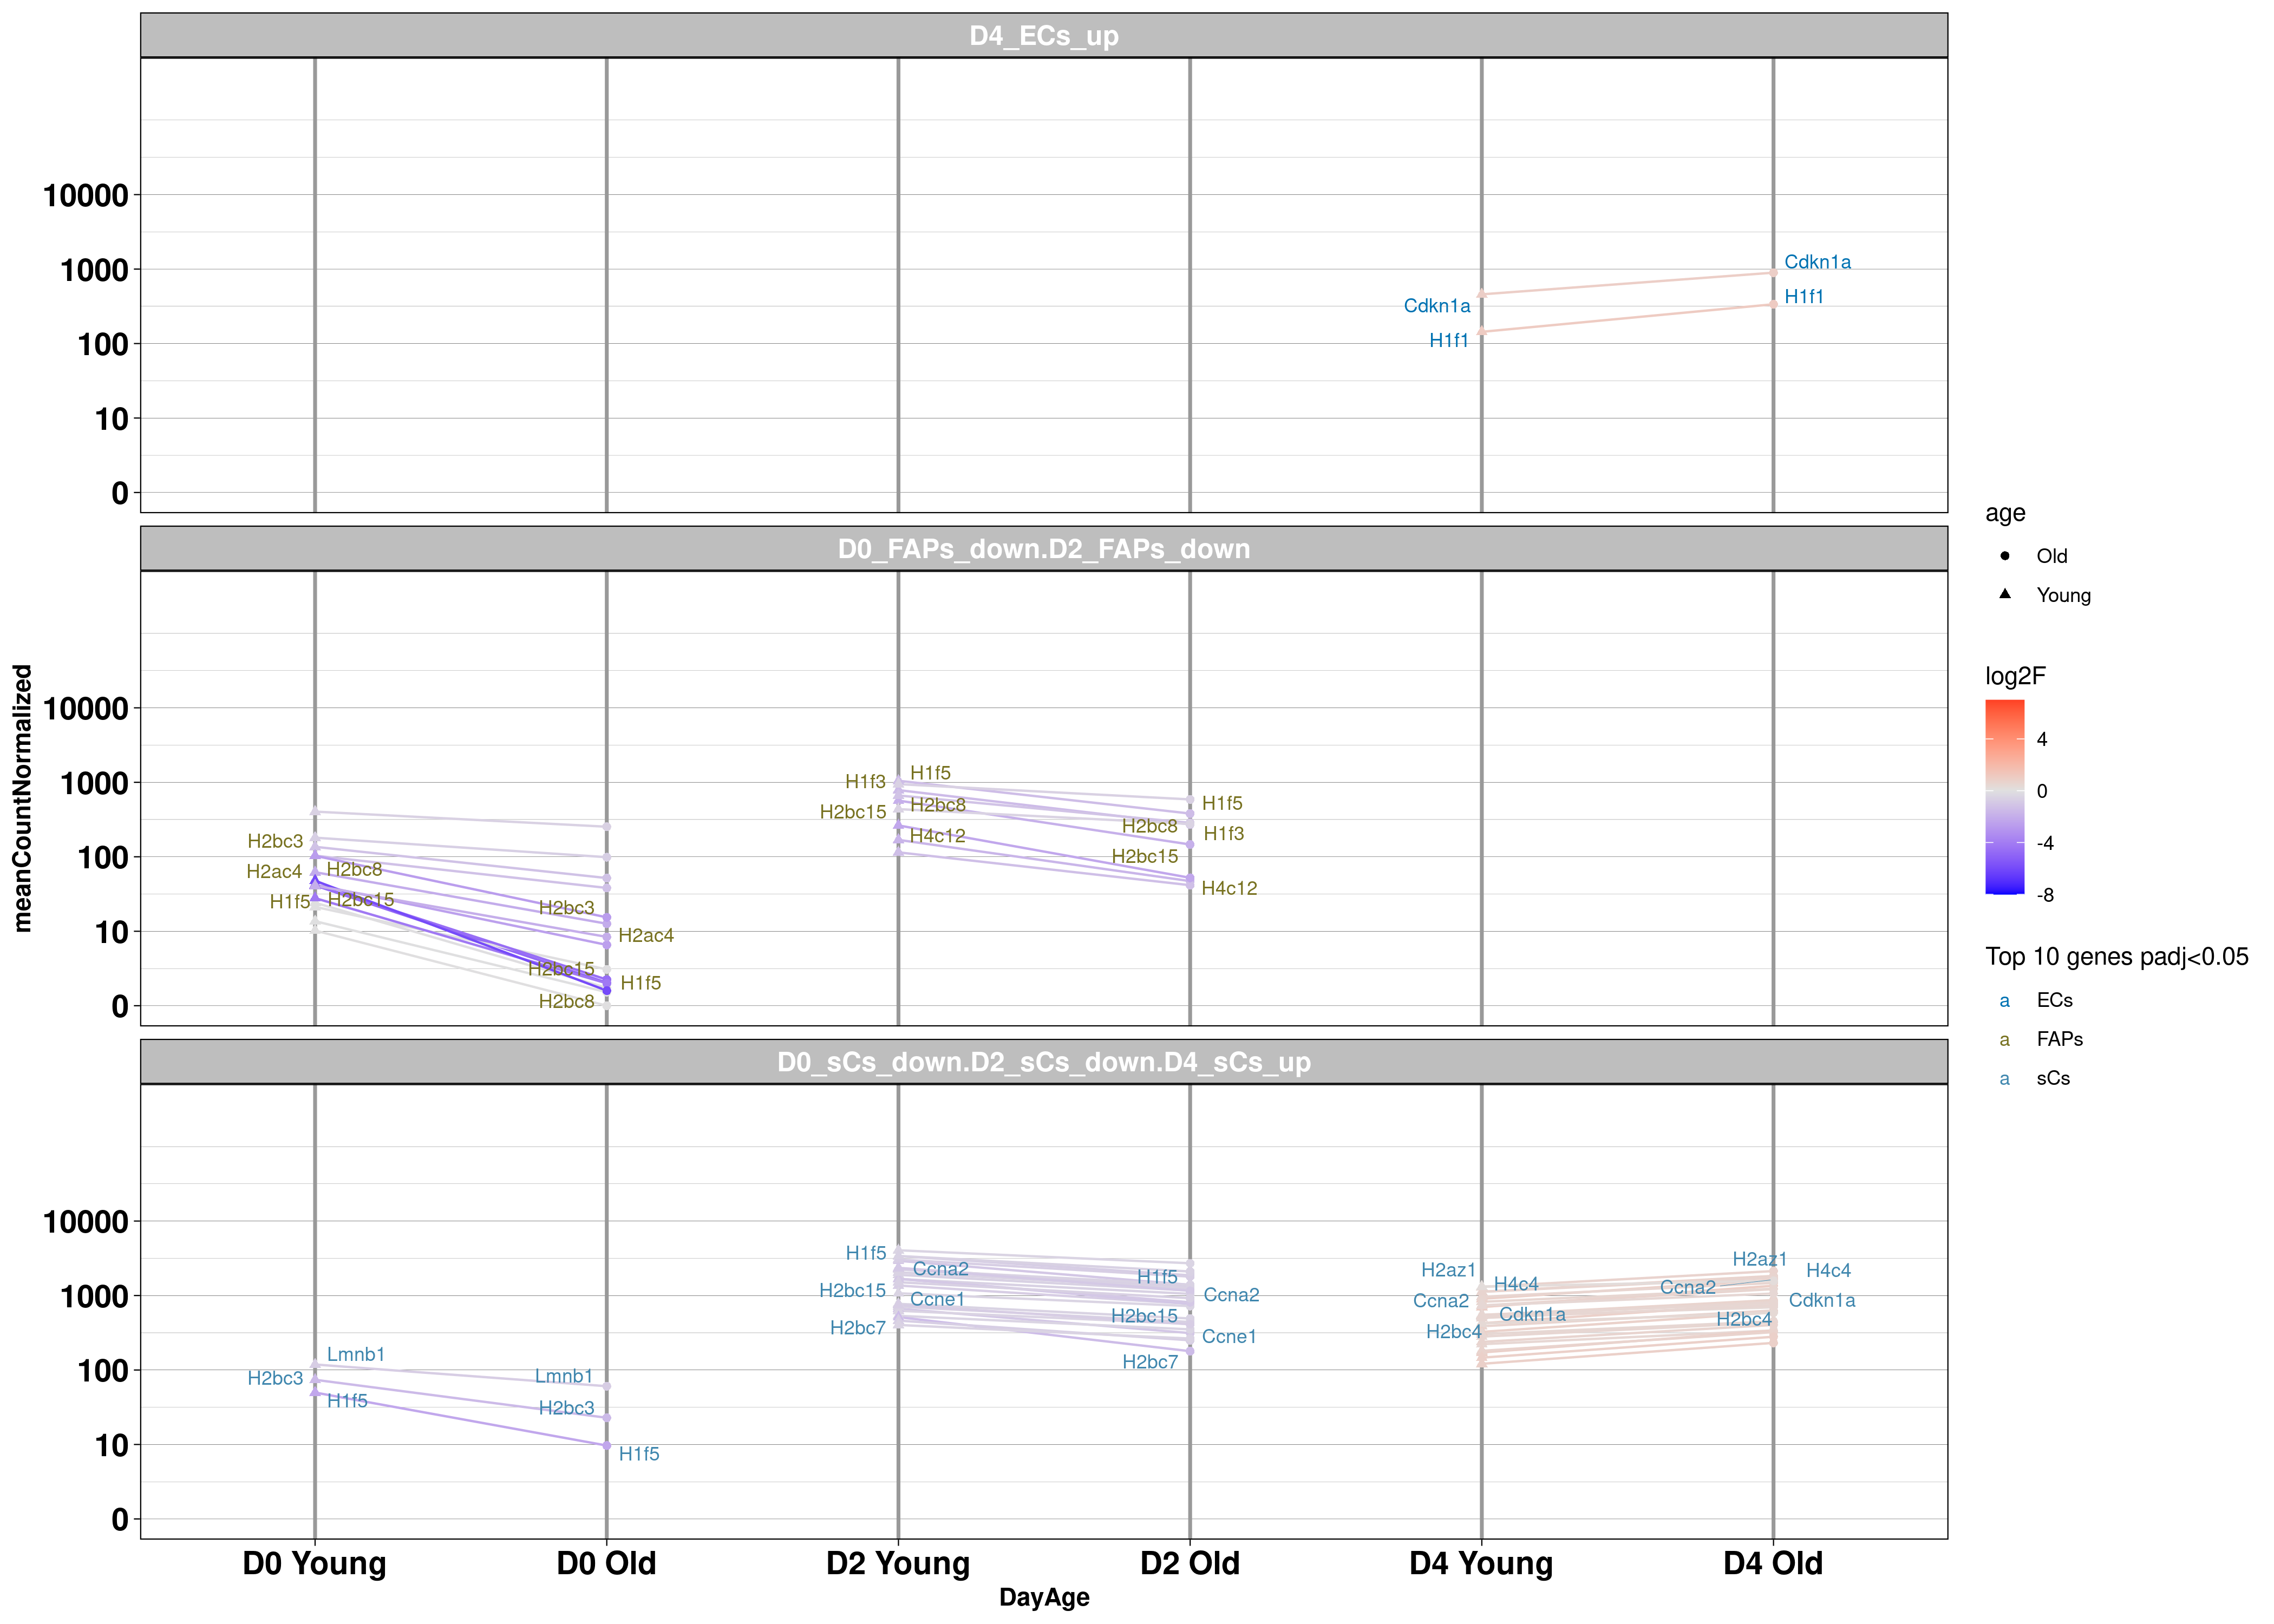 D4_ECs_up
10000
1000
100
10
0
Cdkn1a
Cdkn1a
H1f1
H1f1
D0_FAPs_down.D2_FAPs_down
10000
1000
100
10
0
H2bc3
H2ac4
H2bc8
H1f5
H2bc15
H2bc3
H2ac4
H2bc15
H1f5
H2bc8
H1f3
H1f5
H2bc15
H2bc8
H4c12
H1f5
H2bc8
H1f3
H2bc15
H4c12
D0_sCs_down.D2_sCs_down.D4_sCs_up
10000
1000
100
10
0
Lmnb1
H2bc3
H1f5
Lmnb1
H2bc3
H1f5
H1f5
Ccna2
H2bc15
Ccne1
H2bc7
H1f5
Ccna2
H2bc15
Ccne1
H2bc7
H2az1
H4c4
Ccna2
Cdkn1a
H2bc4
H2az1
H4c4
Ccna2
Cdkn1a
H2bc4
D0 Young
D0 Old
D2 Young
D2 Old
D4 Young
D4 Old
DayAge
meanCountNormalized
age
Old
Young
log2F
4
0
-4
-8
Top 10 genes padj<0.05
a ECs
a FAPs
a sCs